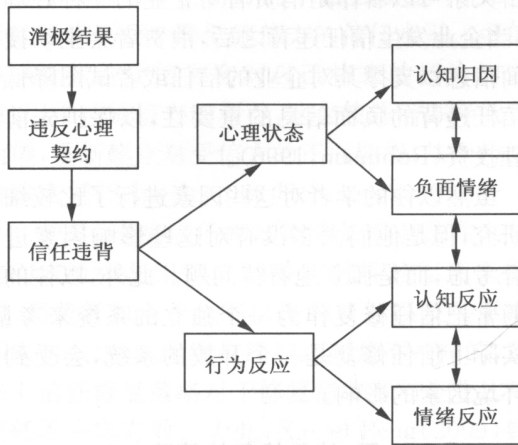 消极结果
违反心理
契约
信任违背
心理状态
行为反应
认知归因
负面情绪
认知反应
情绪反应